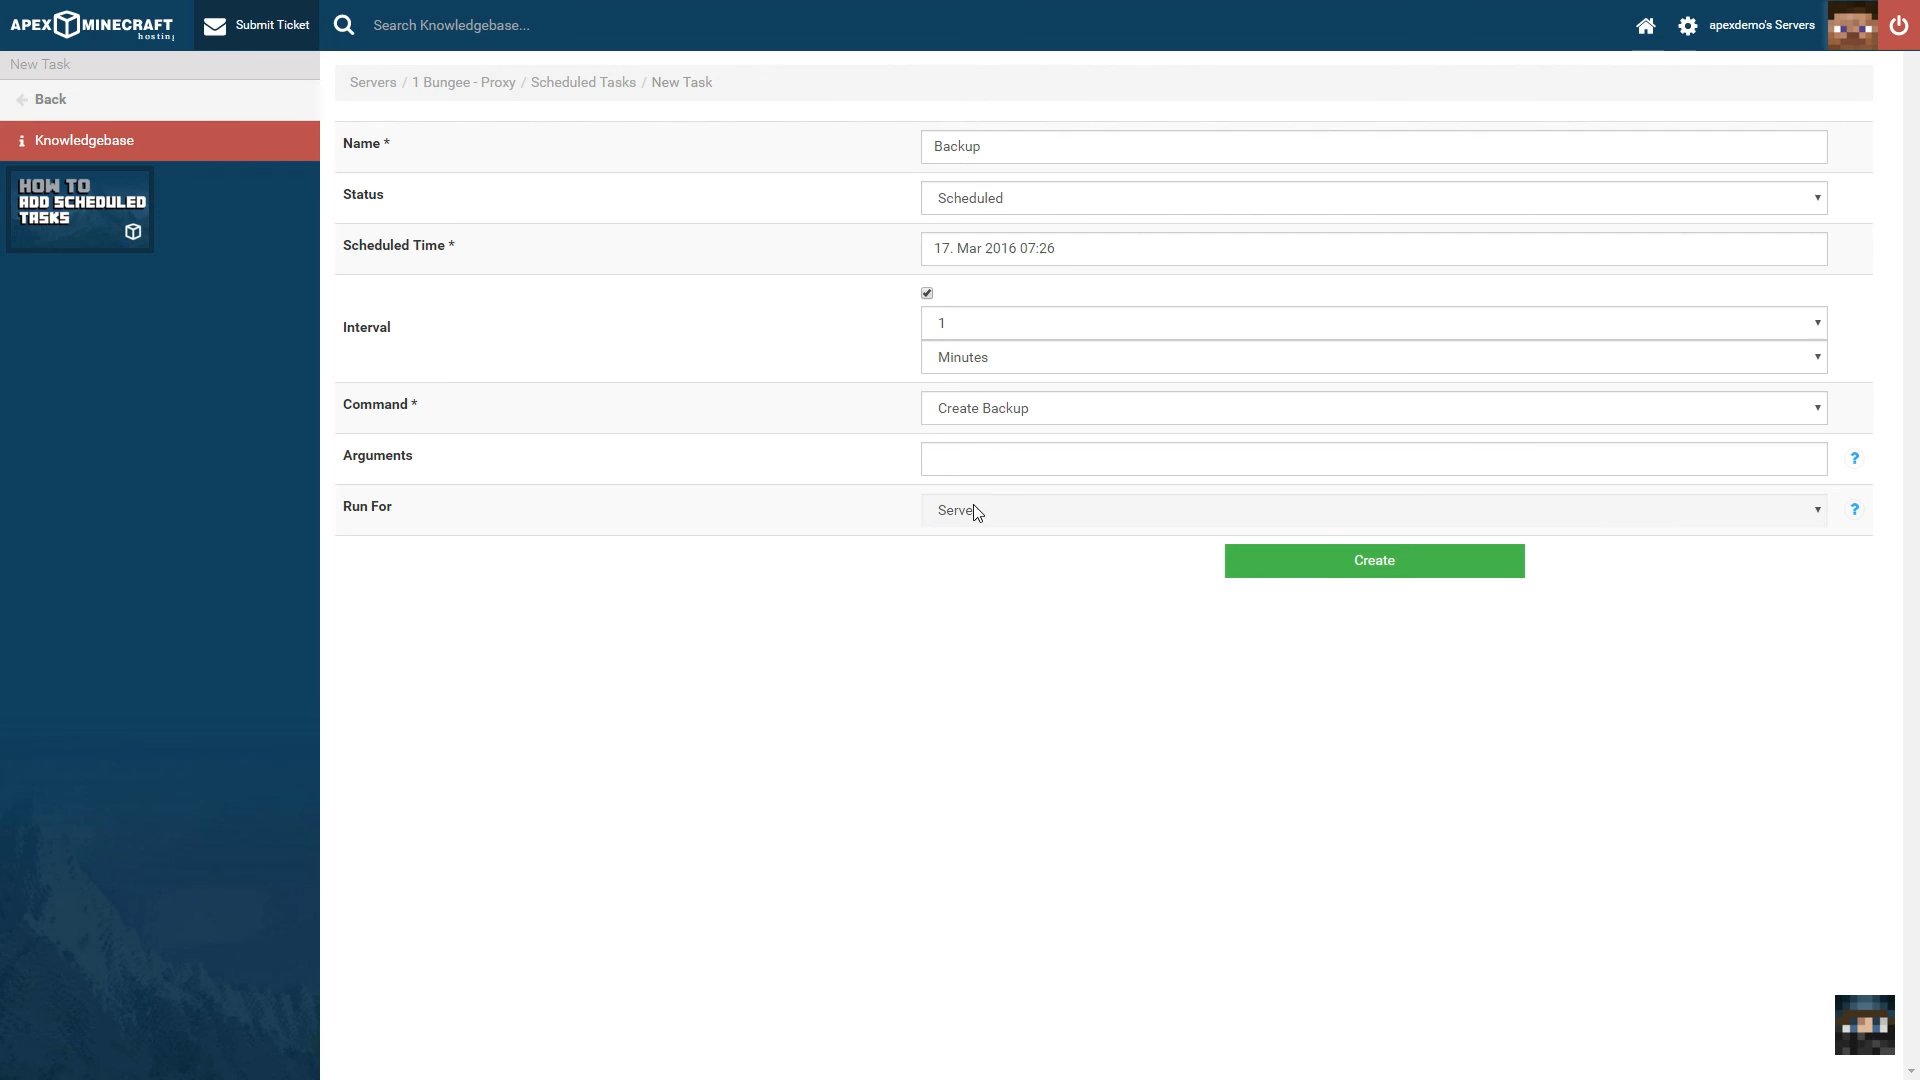 APEX MINECRAFT
hosting
Submit Ticket
Search Knowledgebase...
apexdemo's Servers
New Task
Back
Knowledgebase
HOW TO
ADD SCHEDULED
TASKS
Servers / 1 Bungee - Proxy / Scheduled Tasks / New Task
Name *
Backup
Status
Scheduled
Scheduled Time *
17. Mar 2016 07:26
Interval
1
Minutes
Command *
Create Backup
Arguments
?
Run For
Serve
?
Create